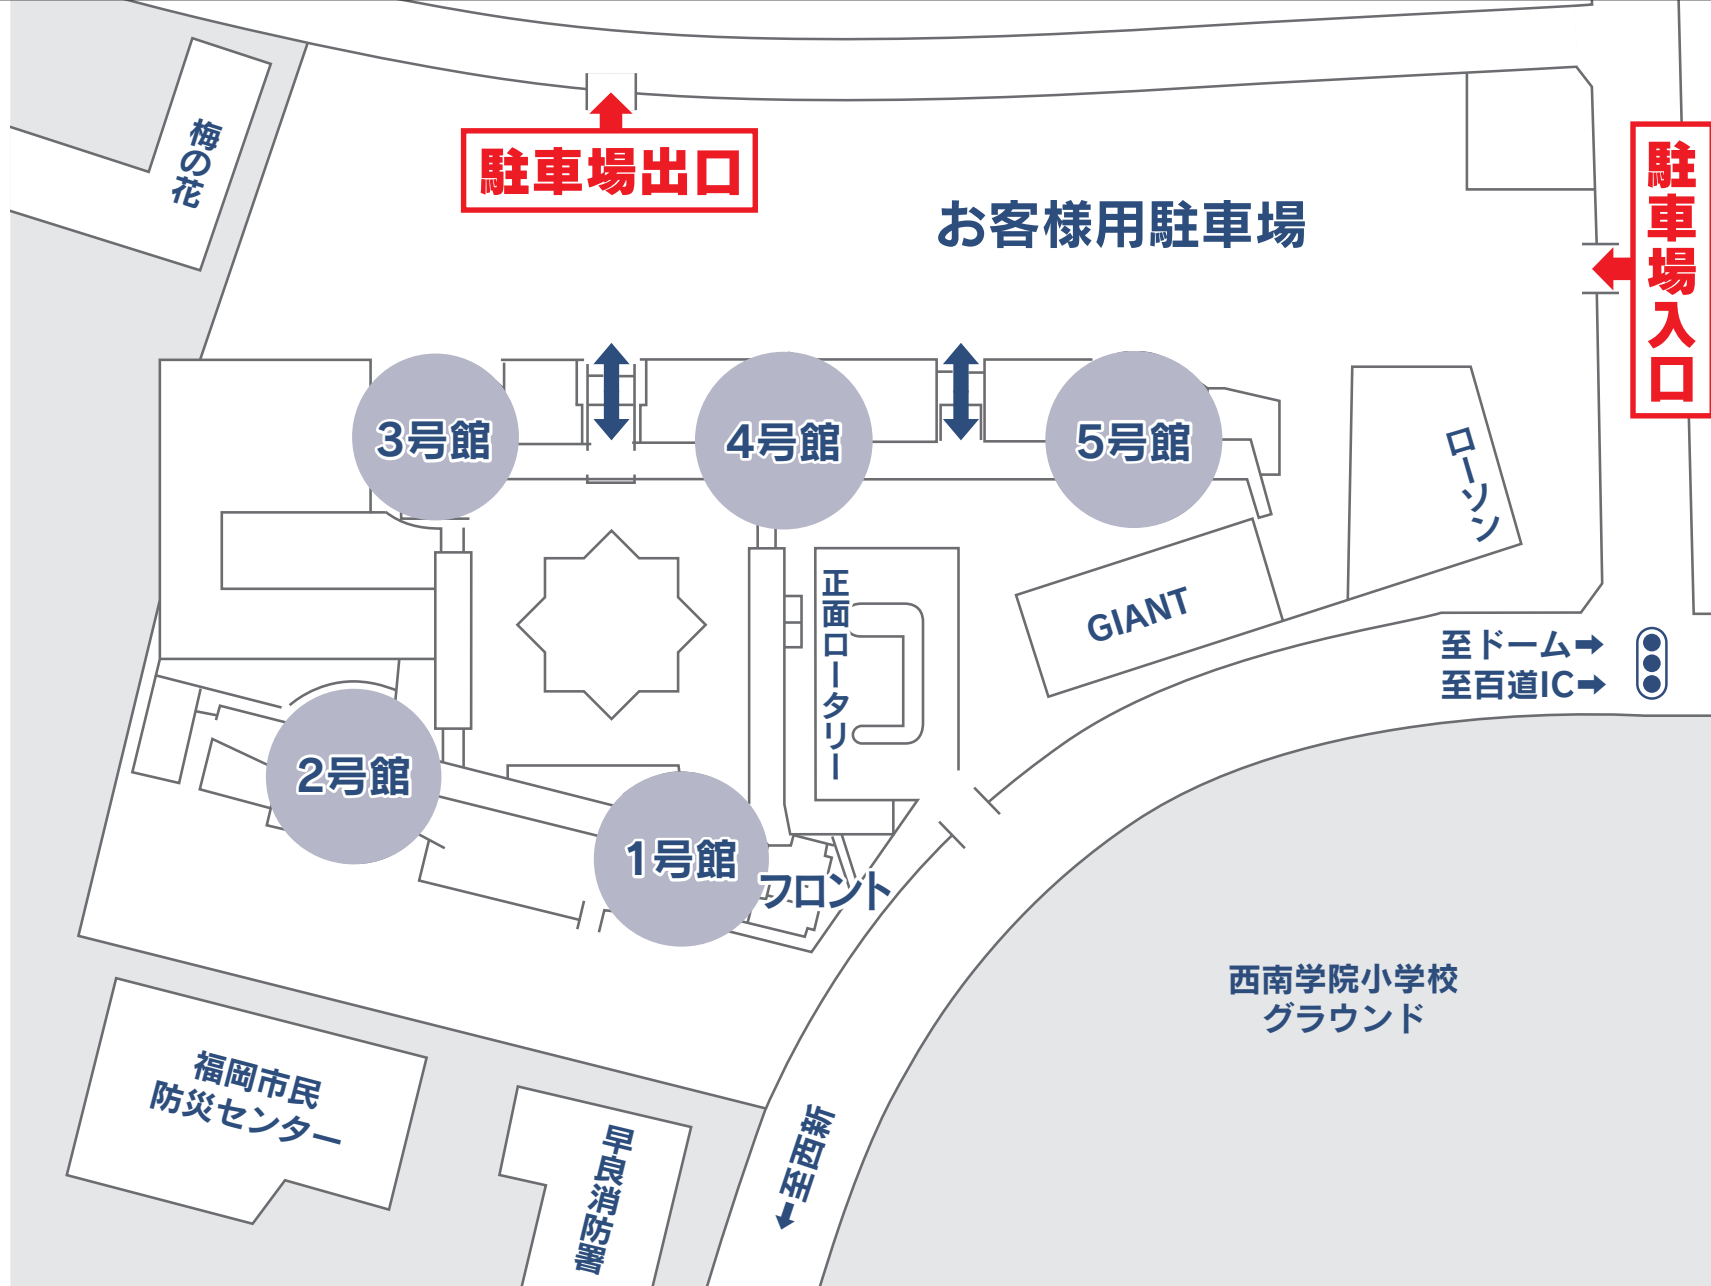 梅の花
駐車場出口
お客様用駐車場
駐車場入口
3号館
4号館
5号館
ローソン
正面ロータリー
GIANT
至ドーム➡
至百道IC➡
2号館
1号館
フロント
西南学院小学校
グラウンド
福岡市民
防災センター
早良消防署
⬅至西新